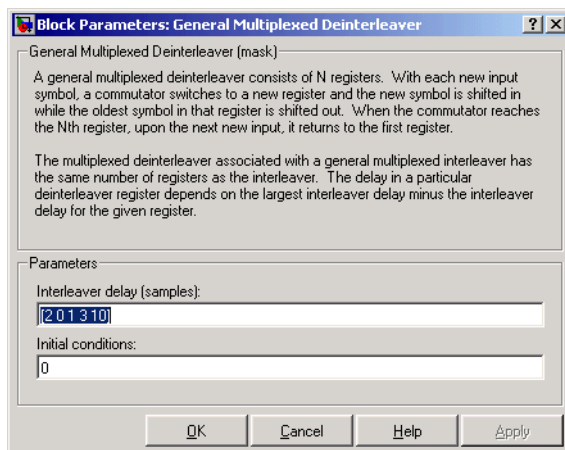 Block Parameters: General Multiplexed Deinterleaver
General Multiplexed Deinterleaver (mask)
A general multiplexed deinterleaver consists of N registers. With each new input
symbol, a commutator switches to a new register and the new symbol is shifted in
while the oldest symbol in that register is shifted out. When the commutator reaches
the Nth register, upon the next new input, it returns to the first register.
The multiplexed deinterleaver associated with a general multiplexed interleaver has
the same number of registers as the interleaver. The delay in a particular
deinterleaver register depends on the largest interleaver delay minus the interleaver
delay for the given register.
Parameters
Interleaver delay (samples):
[2 0 1 3 10]
Initial conditions:
0
OK Cancel Help Apply